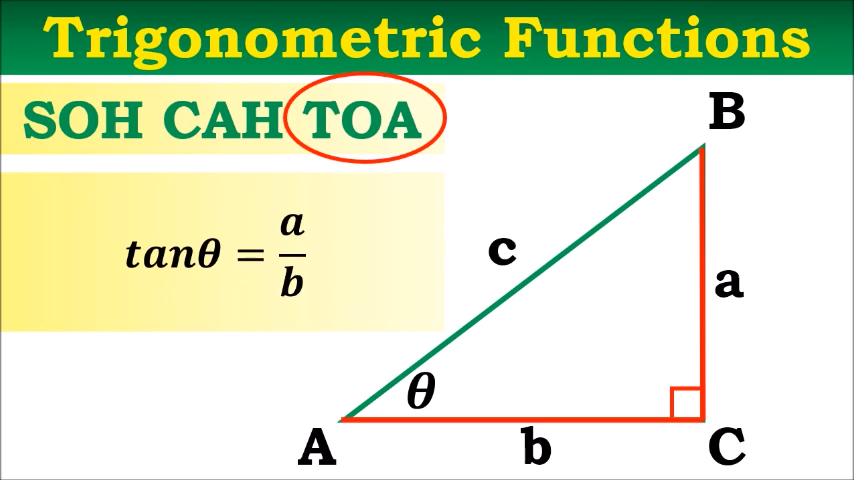 Trigonometric Functions
SOH CAH TOA
tanθ = a/b
B
c
a
θ
A
b
C